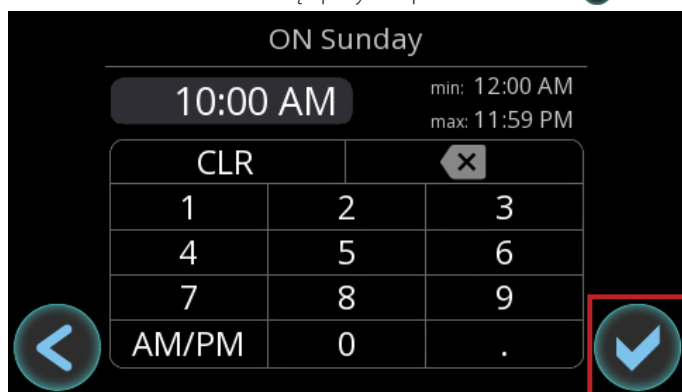 ON Sunday
10:00 AM
min: 12:00 AM
max: 11:59 PM
CLR
1 2 3
4 5 6
7 8 9
AM/PM 0 .